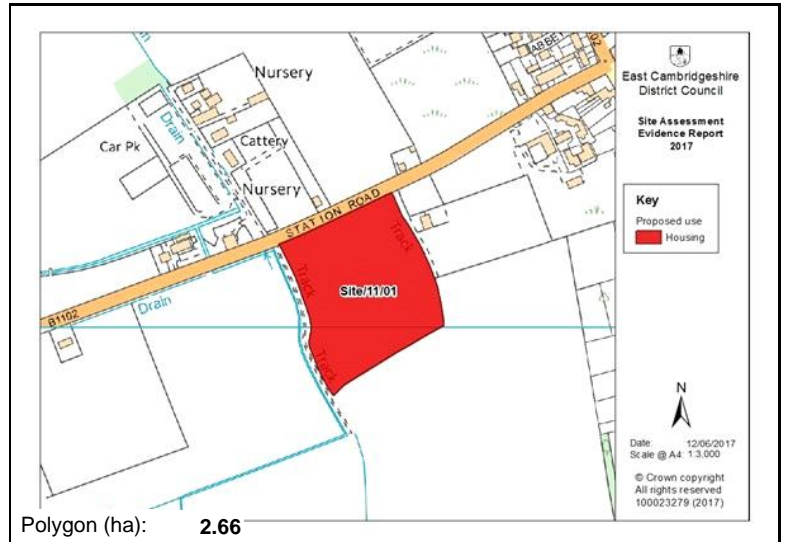 Nursery
Cattery
Nursery
Car Pk
Drain
STATION ROAD
Track
Site/11/01
Track
Track
Drain
B1102
East Cambridgeshire
District Council
Site Assessment
Evidence Report
2017
Key
Proposed use
Housing
N
Date: 12/06/2017
Scale @ A4: 1:3,000
© Crown copyright
All rights reserved
100023279 (2017)
Polygon (ha): 2.66